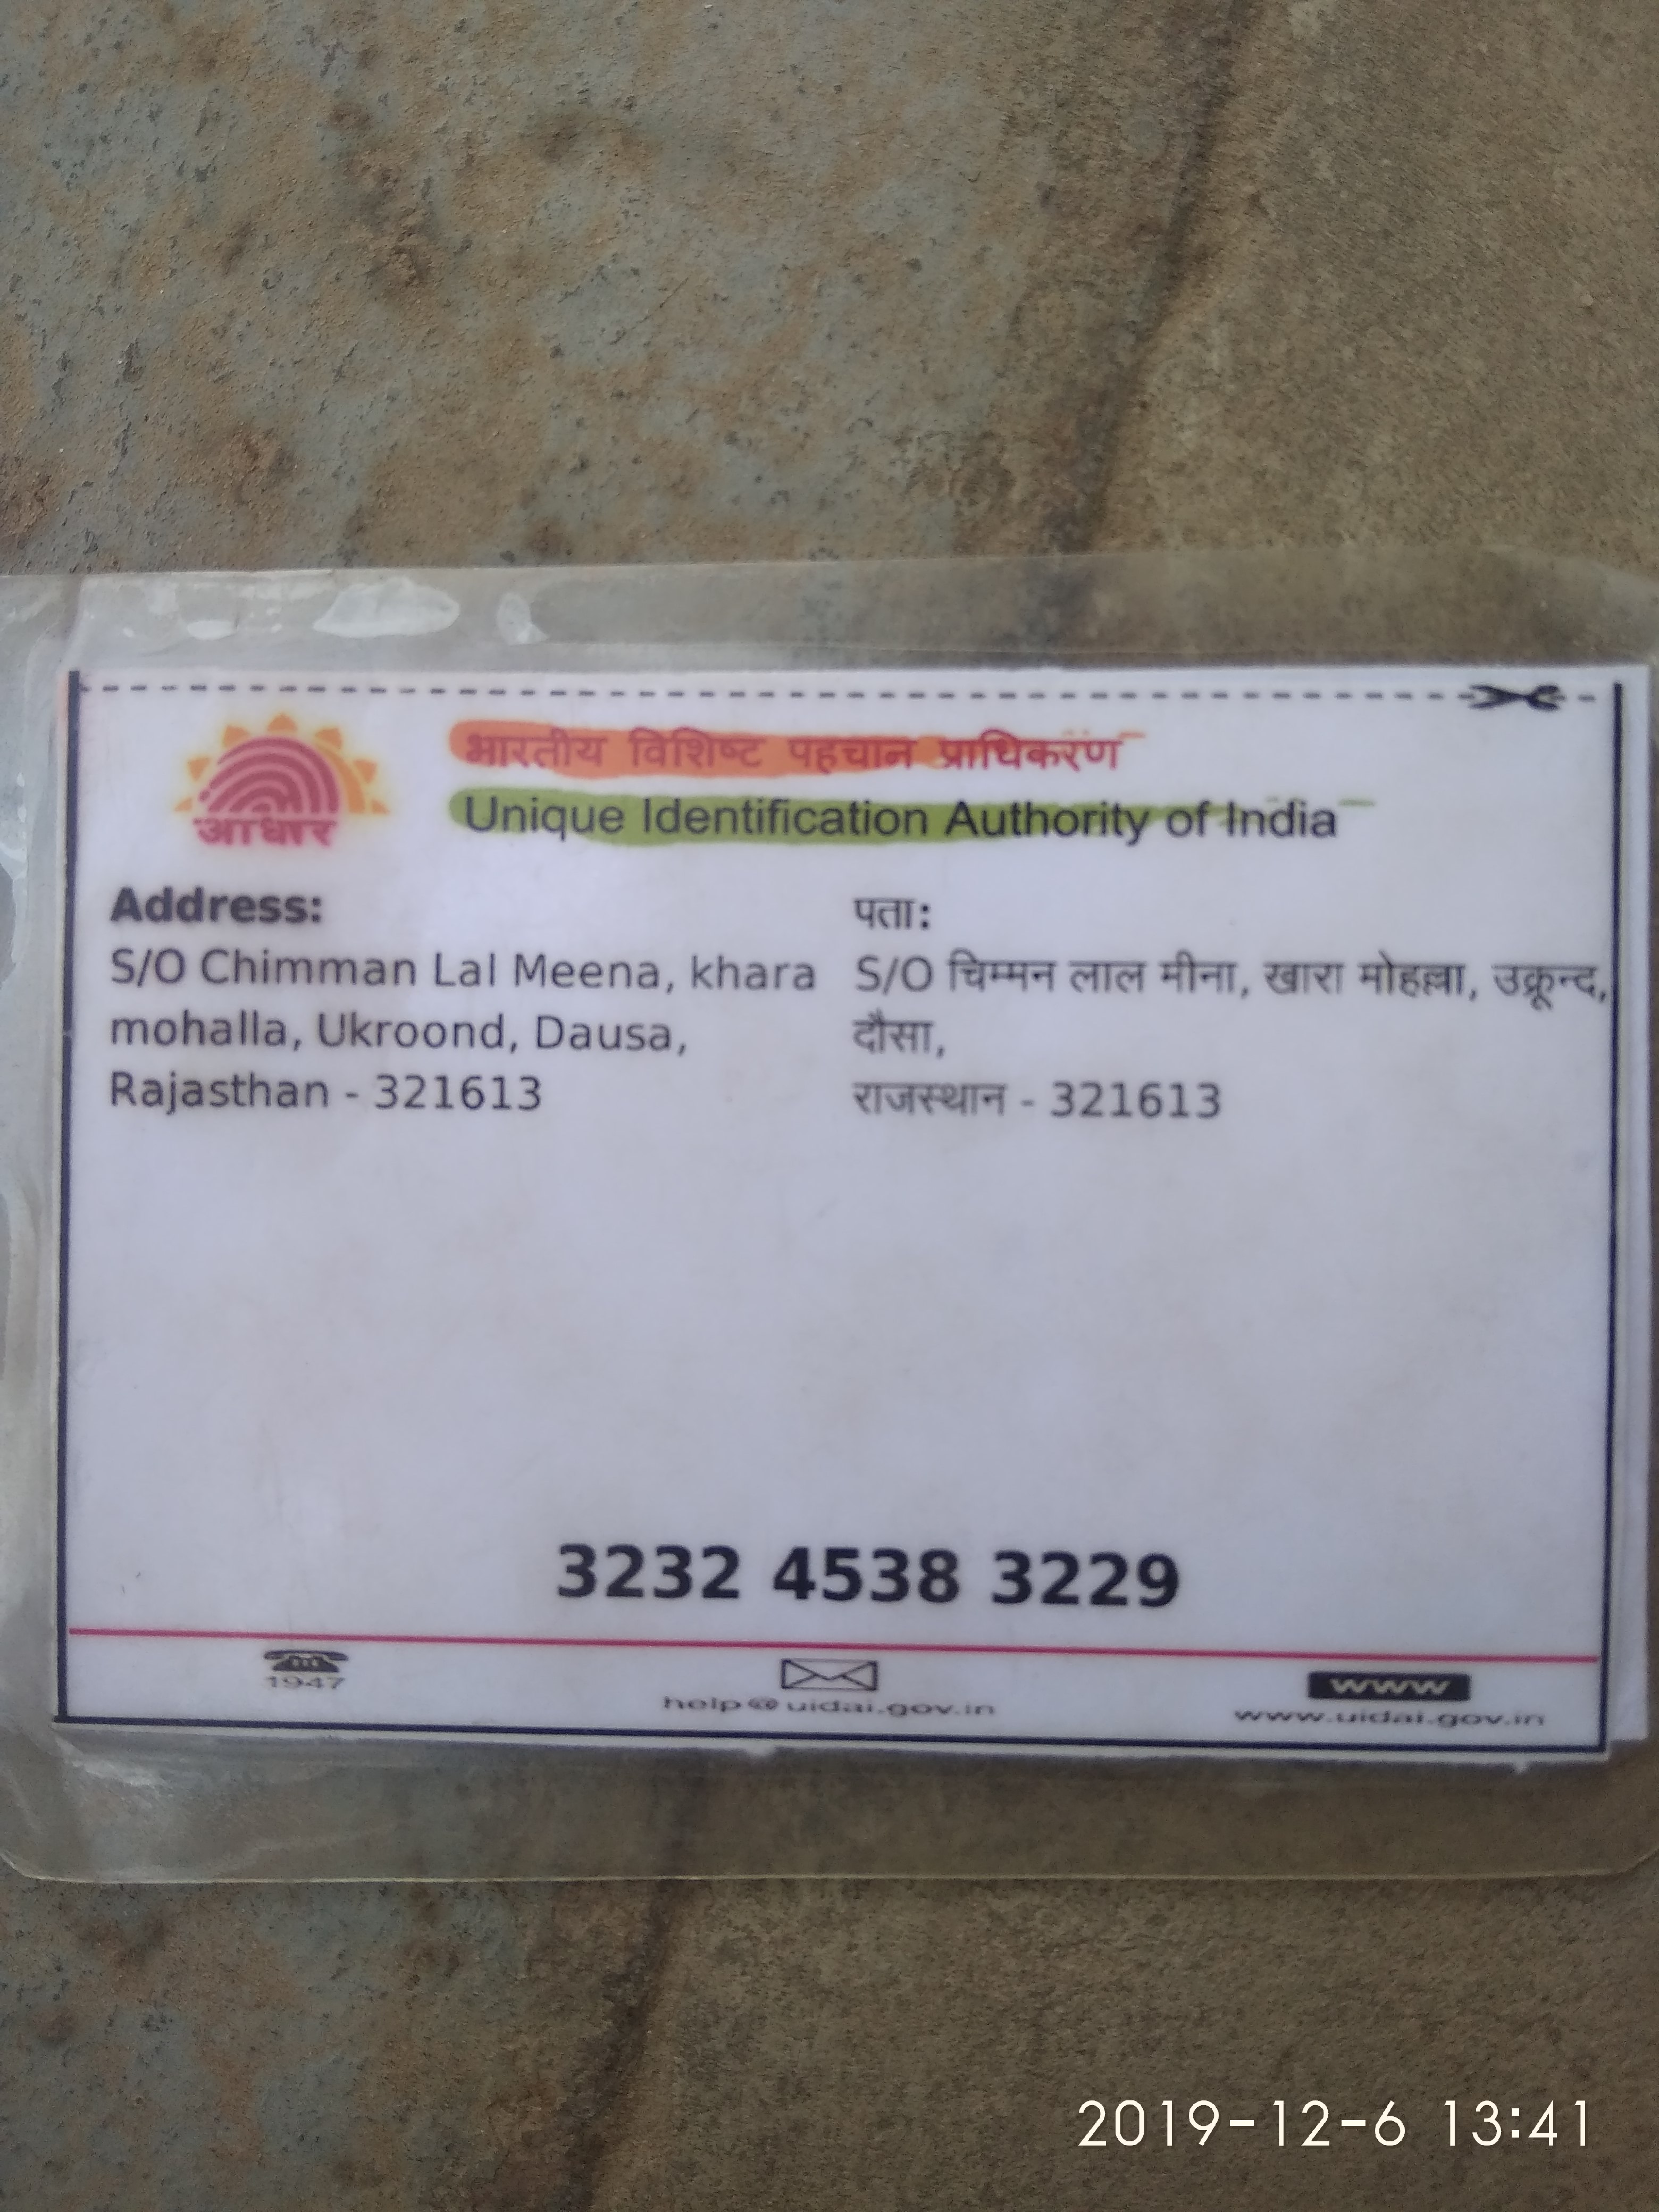 भारतीय विशिष्ट पहचान प्राधिकरण
Unique Identification Authority of India
आधार
Address:
S/O Chimman Lal Meena, khara
mohalla, Ukroond, Dausa,
Rajasthan - 321613
पता:
S/O चिम्मन लाल मीना, खारा मोहल्ला, उक्रून्द,
दौसा,
राजस्थान - 321613
3232 4538 3229
1947
help@uidai.gov.in
www
www.uidai.gov.in
2019-12-6 13:41